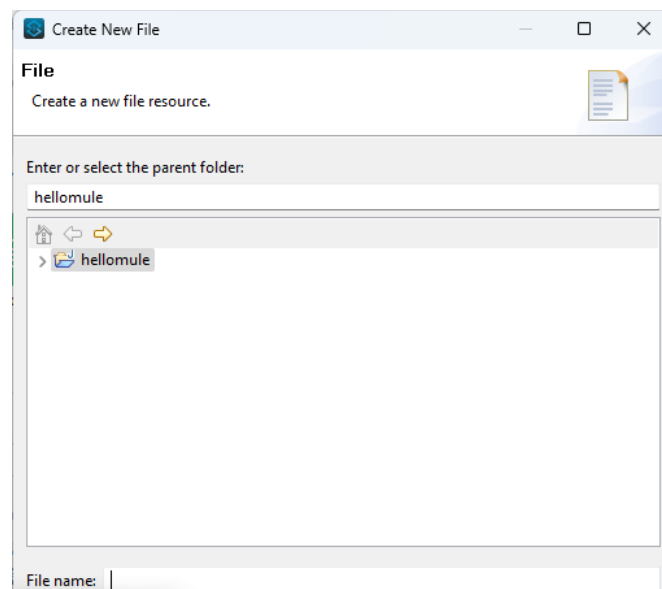 Create New File
File
Create a new file resource.
Enter or select the parent folder:
hellomule
hellomule
File name: